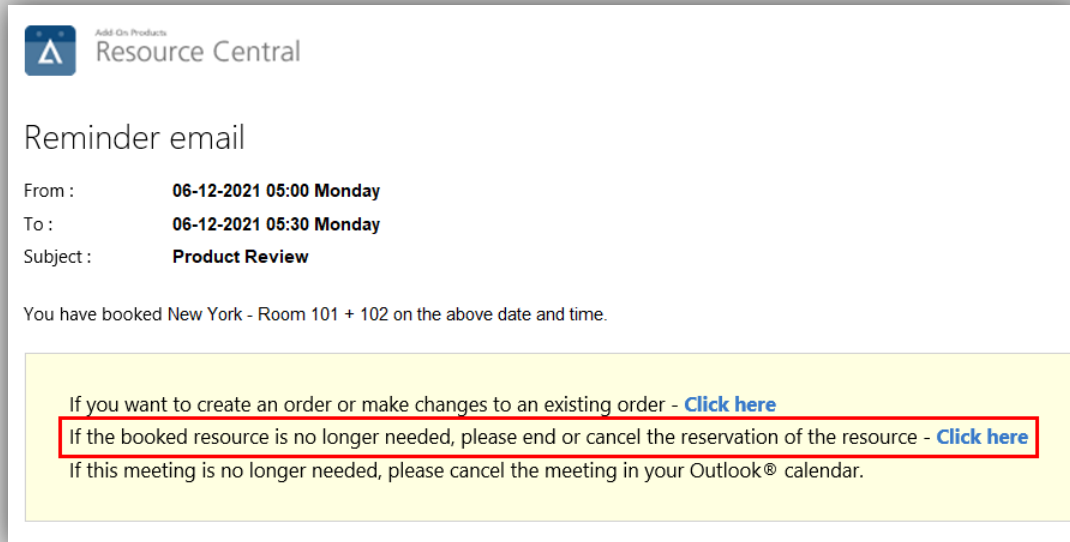 Add-On Products
Resource Central
Reminder email
From : 06-12-2021 05:00 Monday
To : 06-12-2021 05:30 Monday
Subject : Product Review
You have booked New York - Room 101 + 102 on the above date and time.
If you want to create an order or make changes to an existing order - Click here
If the booked resource is no longer needed, please end or cancel the reservation of the resource - Click here
If this meeting is no longer needed, please cancel the meeting in your Outlook® calendar.